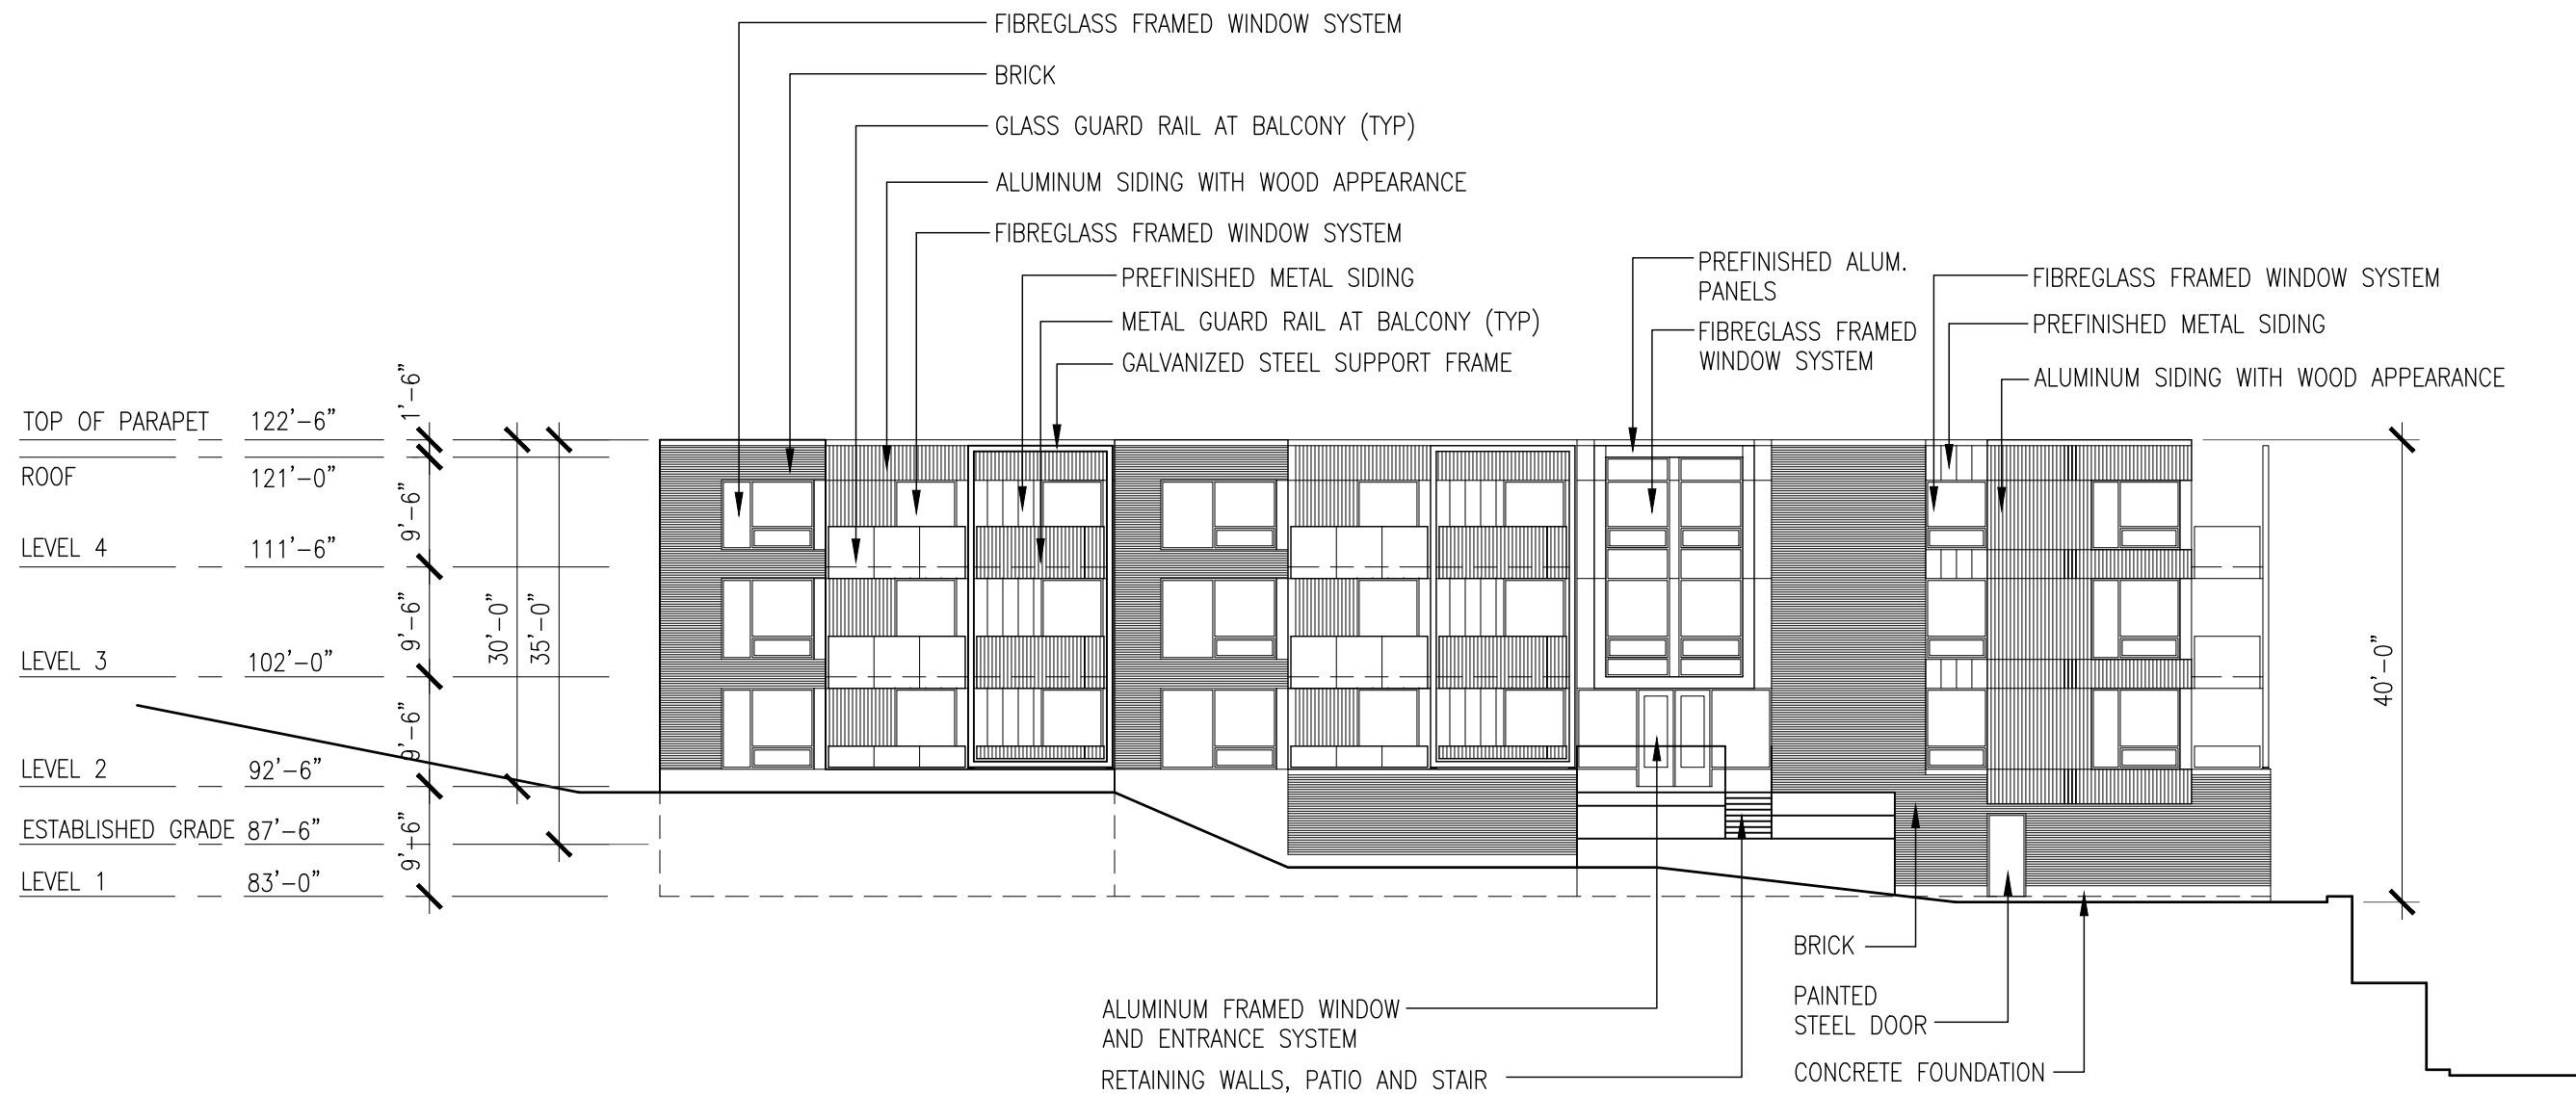 FIBREGLASS FRAMED WINDOW SYSTEM
BRICK
GLASS GUARD RAIL AT BALCONY (TYP)
ALUMINUM SIDING WITH WOOD APPEARANCE
FIBREGLASS FRAMED WINDOW SYSTEM
PREFINISHED METAL SIDING
METAL GUARD RAIL AT BALCONY (TYP)
GALVANIZED STEEL SUPPORT FRAME
PREFINISHED ALUM.
PANELS
FIBREGLASS FRAMED
WINDOW SYSTEM
FIBREGLASS FRAMED WINDOW SYSTEM
PREFINISHED METAL SIDING
ALUMINUM SIDING WITH WOOD APPEARANCE
TOP OF PARAPET 122'-6"
ROOF 121'-0"
LEVEL 4 111'-6"
LEVEL 3 102'-0"
LEVEL 2 92'-6"
ESTABLISHED GRADE 87'-6"
LEVEL 1 83'-0"
1'-6"
9'-6"
9'-6"
9'-6"
9'-6"
30'-0"
35'-0"
40'-0"
ALUMINUM FRAMED WINDOW
AND ENTRANCE SYSTEM
RETAINING WALLS, PATIO AND STAIR
BRICK
PAINTED
STEEL DOOR
CONCRETE FOUNDATION